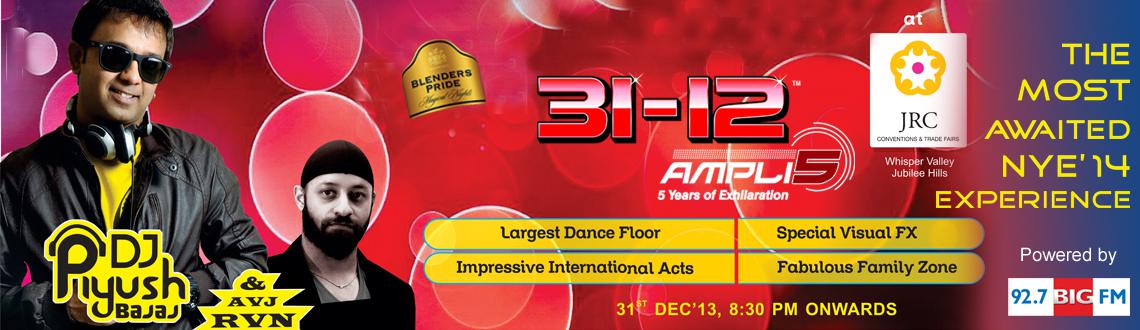 BLENDERS
PRIDE
Magical Nights
31-12™
AMPLI5
5 Years of Exhilaration
at
JRC
CONVENTIONS & TRADE FAIRS
Whisper Valley
Jubilee Hills
THE
MOST
AWAITED
NYE'14
EXPERIENCE
DJ
Piyush
BAJAJ
&
AVJ
RVN
Largest Dance Floor
Special Visual FX
Impressive International Acts
Fabulous Family Zone
31ST DEC'13, 8:30 PM ONWARDS
Powered by
92.7 BIG FM